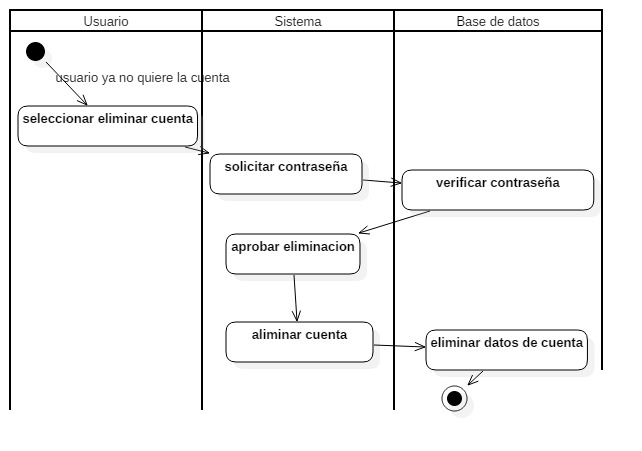 Usuario
Sistema
Base de datos
usuario ya no quiere la cuenta
seleccionar eliminar cuenta
solicitar contraseña
verificar contraseña
aprobar eliminacion
aliminar cuenta
eliminar datos de cuenta